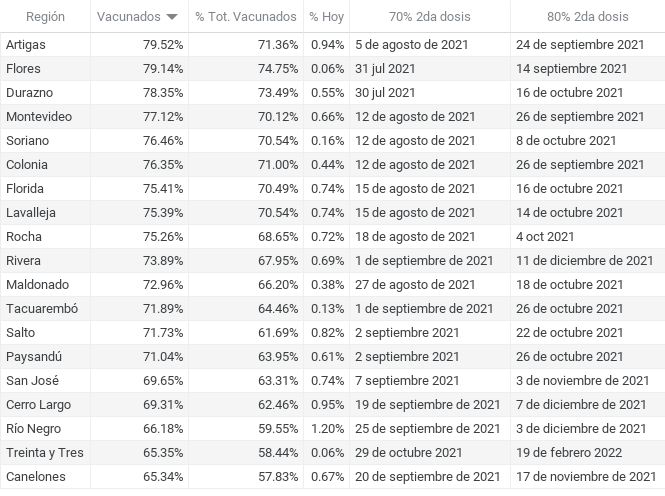 Región Vacunados % Tot. Vacunados % Hoy 70% 2da dosis 80% 2da dosis
Artigas 79.52% 71.36% 0.94% 5 de agosto de 2021 24 de septiembre 2021
Flores 79.14% 74.75% 0.06% 31 jul 2021 14 septiembre 2021
Durazno 78.35% 73.49% 0.55% 30 jul 2021 16 de octubre 2021
Montevideo 77.12% 70.12% 0.66% 12 de agosto de 2021 26 de septiembre 2021
Soriano 76.46% 70.54% 0.16% 12 de agosto de 2021 8 de octubre 2021
Colonia 76.35% 71.00% 0.44% 12 de agosto de 2021 26 de septiembre 2021
Florida 75.41% 70.49% 0.74% 15 de agosto de 2021 16 de octubre 2021
Lavalleja 75.39% 70.54% 0.74% 15 de agosto de 2021 14 de octubre 2021
Rocha 75.26% 68.65% 0.72% 18 de agosto de 2021 4 oct 2021
Rivera 73.89% 67.95% 0.69% 1 de septiembre de 2021 11 de diciembre de 2021
Maldonado 72.96% 66.20% 0.38% 27 de agosto de 2021 18 de octubre 2021
Tacuarembó 71.89% 64.46% 0.13% 1 de septiembre de 2021 26 de octubre 2021
Salto 71.73% 61.69% 0.82% 2 septiembre 2021 22 de octubre 2021
Paysandú 71.04% 63.95% 0.61% 2 septiembre 2021 26 de octubre 2021
San José 69.65% 63.31% 0.74% 7 septiembre 2021 3 de noviembre de 2021
Cerro Largo 69.31% 62.46% 0.95% 19 de septiembre de 2021 7 de diciembre de 2021
Río Negro 66.18% 59.55% 1.20% 25 de septiembre de 2021 3 de diciembre de 2021
Treinta y Tres 65.35% 58.44% 0.06% 29 de octubre de 2021 19 de febrero 2022
Canelones 65.34% 57.83% 0.67% 20 de septiembre de 2021 17 de noviembre de 2021